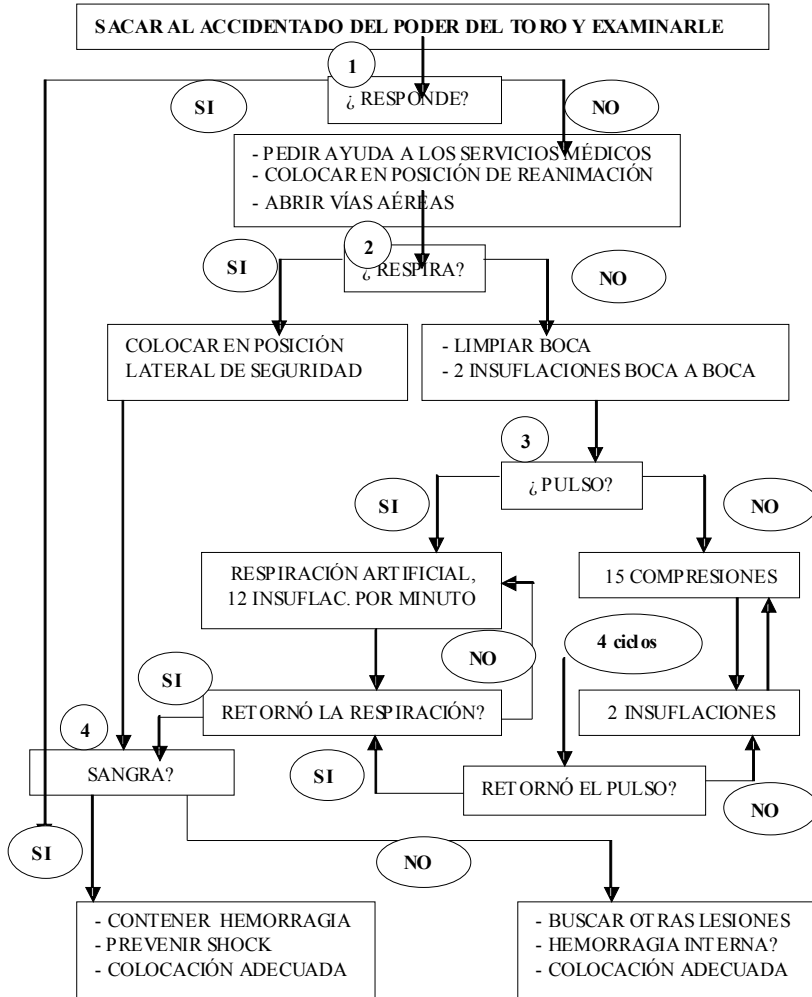 SACAR AL ACCIDENTADO DEL PODER DEL TORO Y EXAMINARLE
1
SI
¿ RESPONDE?
NO
- PEDIR AYUDA A LOS SERVICIOS MÉDICOS
- COLOCAR EN POSICIÓN DE REANIMACIÓN
- ABRIR VÍAS AÉREAS
2
SI
¿ RESPIRA?
NO
COLOCAR EN POSICIÓN
LATERAL DE SEGURIDAD
- LIMPIAR BOCA
- 2 INSUFLACIONES BOCA A BOCA
3
SI
¿ PULSO?
NO
RESPIRACIÓN ARTIFICIAL,
12 INSUFLAC. POR MINUTO
15 COMPRESIONES
4 ciclos
NO
SI
RETORNÓ LA RESPIRACIÓN?
2 INSUFLACIONES
4
SANGRA?
SI
RETORNÓ EL PULSO?
NO
SI
NO
- CONTENER HEMORRAGIA
- PREVENIR SHOCK
- COLOCACIÓN ADECUADA
- BUSCAR OTRAS LESIONES
- HEMORRAGIA INTERNA?
- COLOCACIÓN ADECUADA